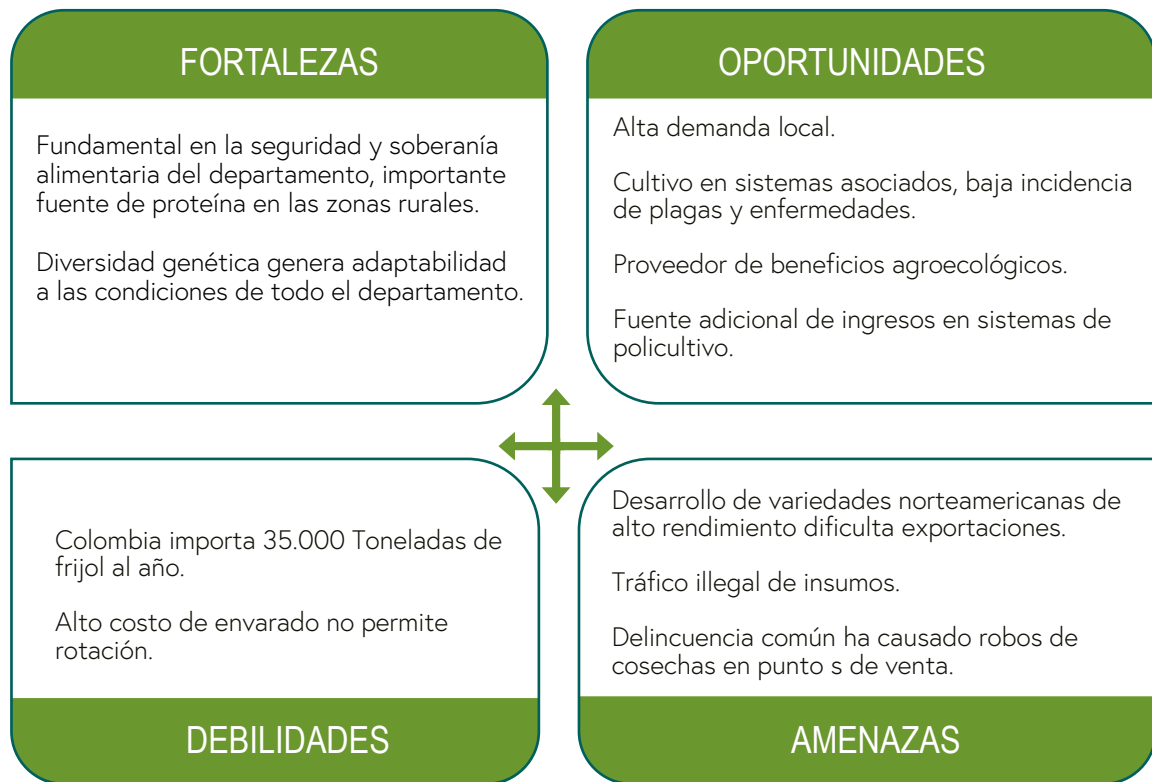 FORTALEZAS
Fundamental en la seguridad y soberanía
alimentaria del departamento, importante
fuente de proteína en las zonas rurales.
Diversidad genética genera adaptabilidad
a las condiciones de todo el departamento.
OPORTUNIDADES
Alta demanda local.
Cultivo en sistemas asociados, baja incidencia
de plagas y enfermedades.
Proveedor de beneficios agroecológicos.
Fuente adicional de ingresos en sistemas de
policultivo.
Colombia importa 35.000 Toneladas de
frijol al año.
Alto costo de envarado no permite
rotación.
DEBILIDADES
Desarrollo de variedades norteamericanas de
alto rendimiento dificulta exportaciones.
Tráfico illegal de insumos.
Delincuencia común ha causado robos de
cosechas en punto s de venta.
AMENAZAS